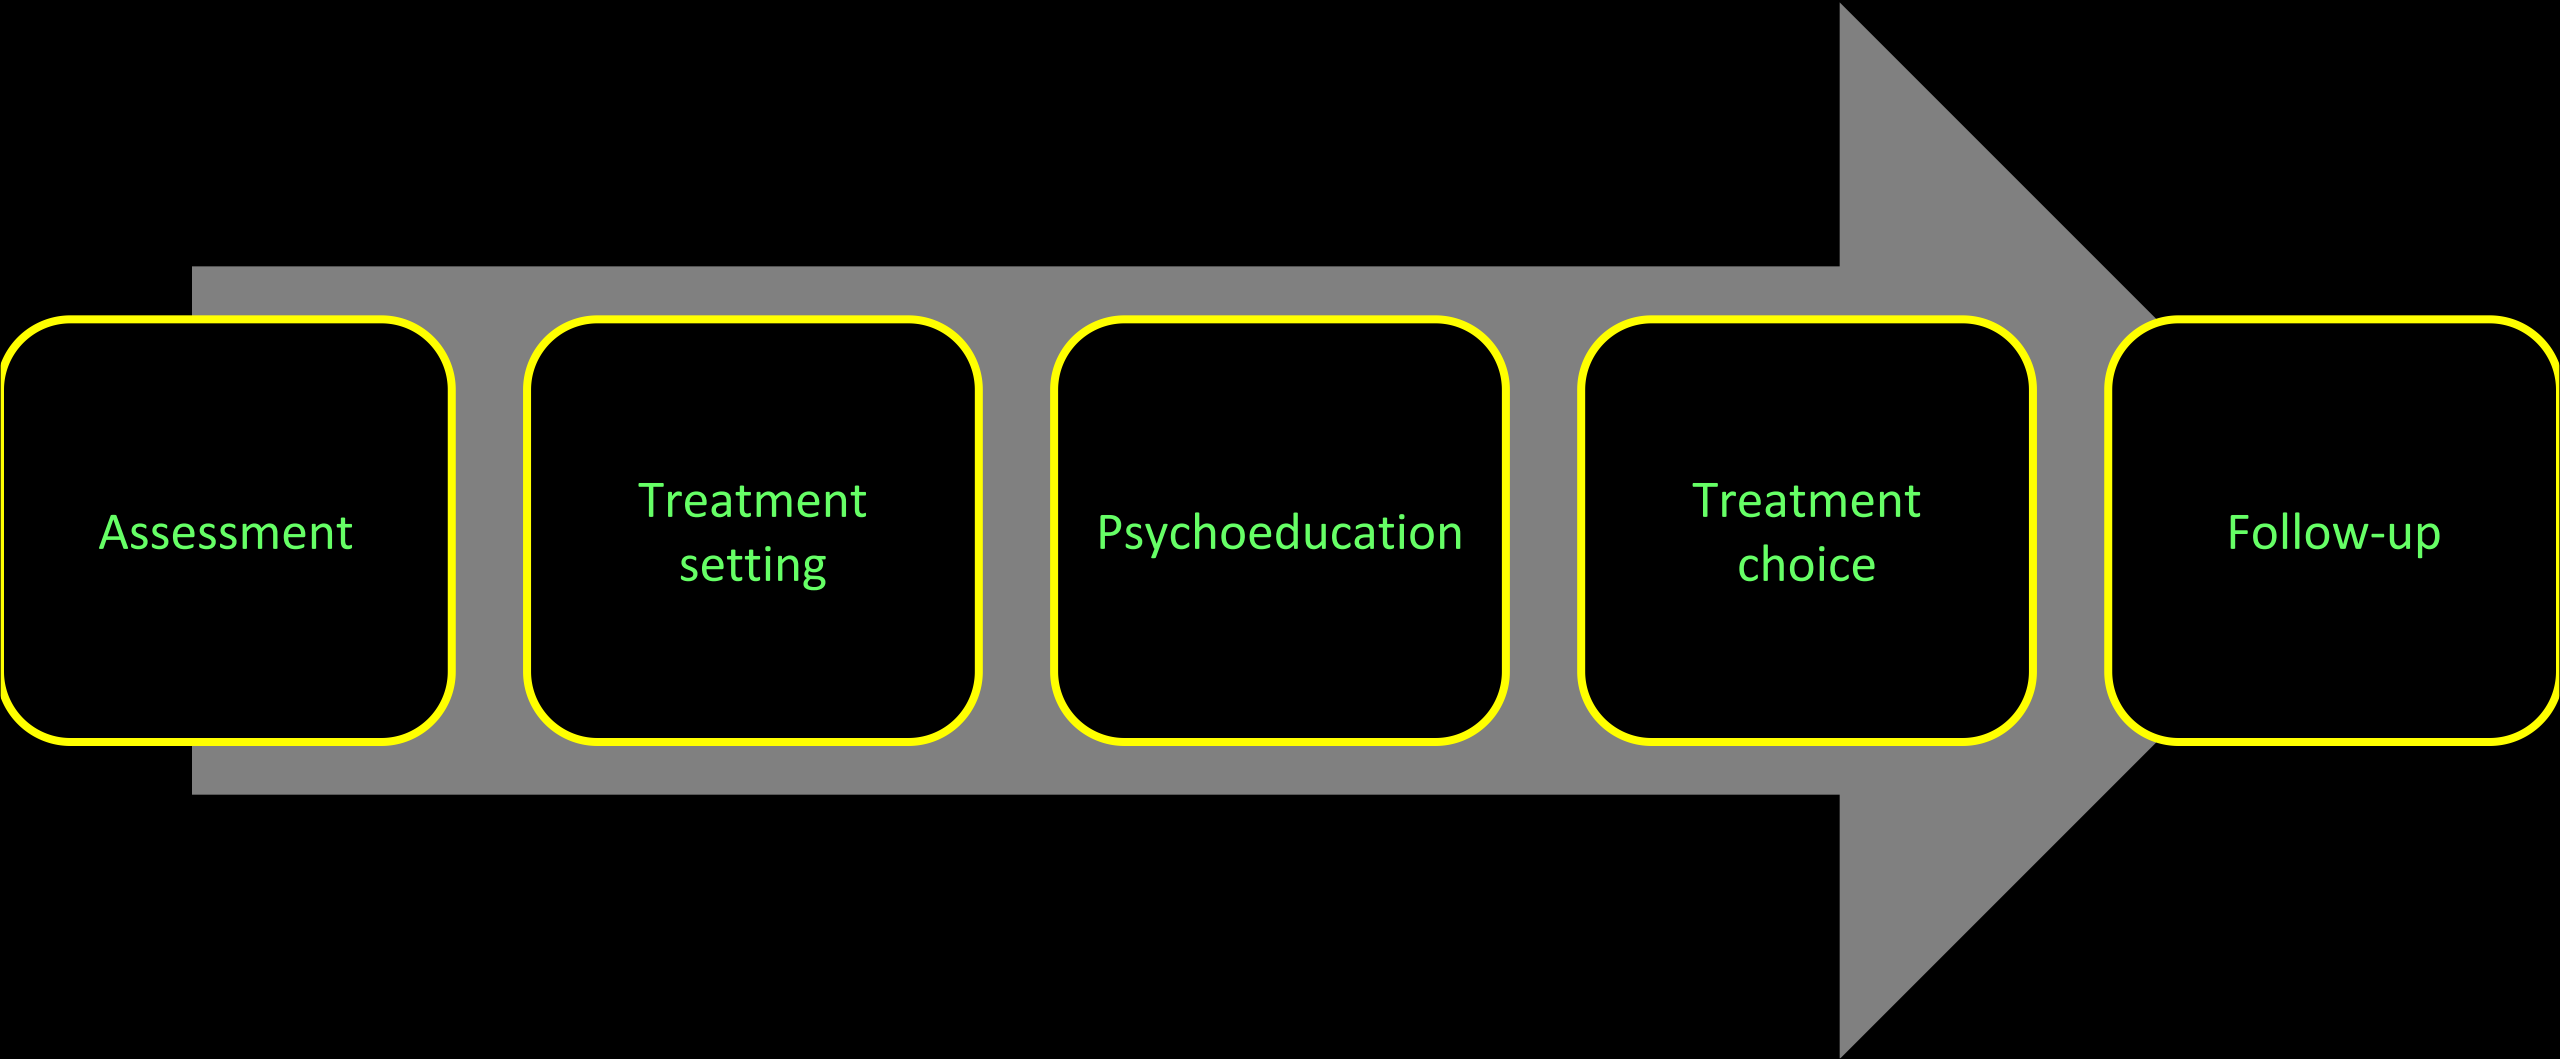 Assessment
Treatment
setting
Psychoeducation
Treatment
choice
Follow-up